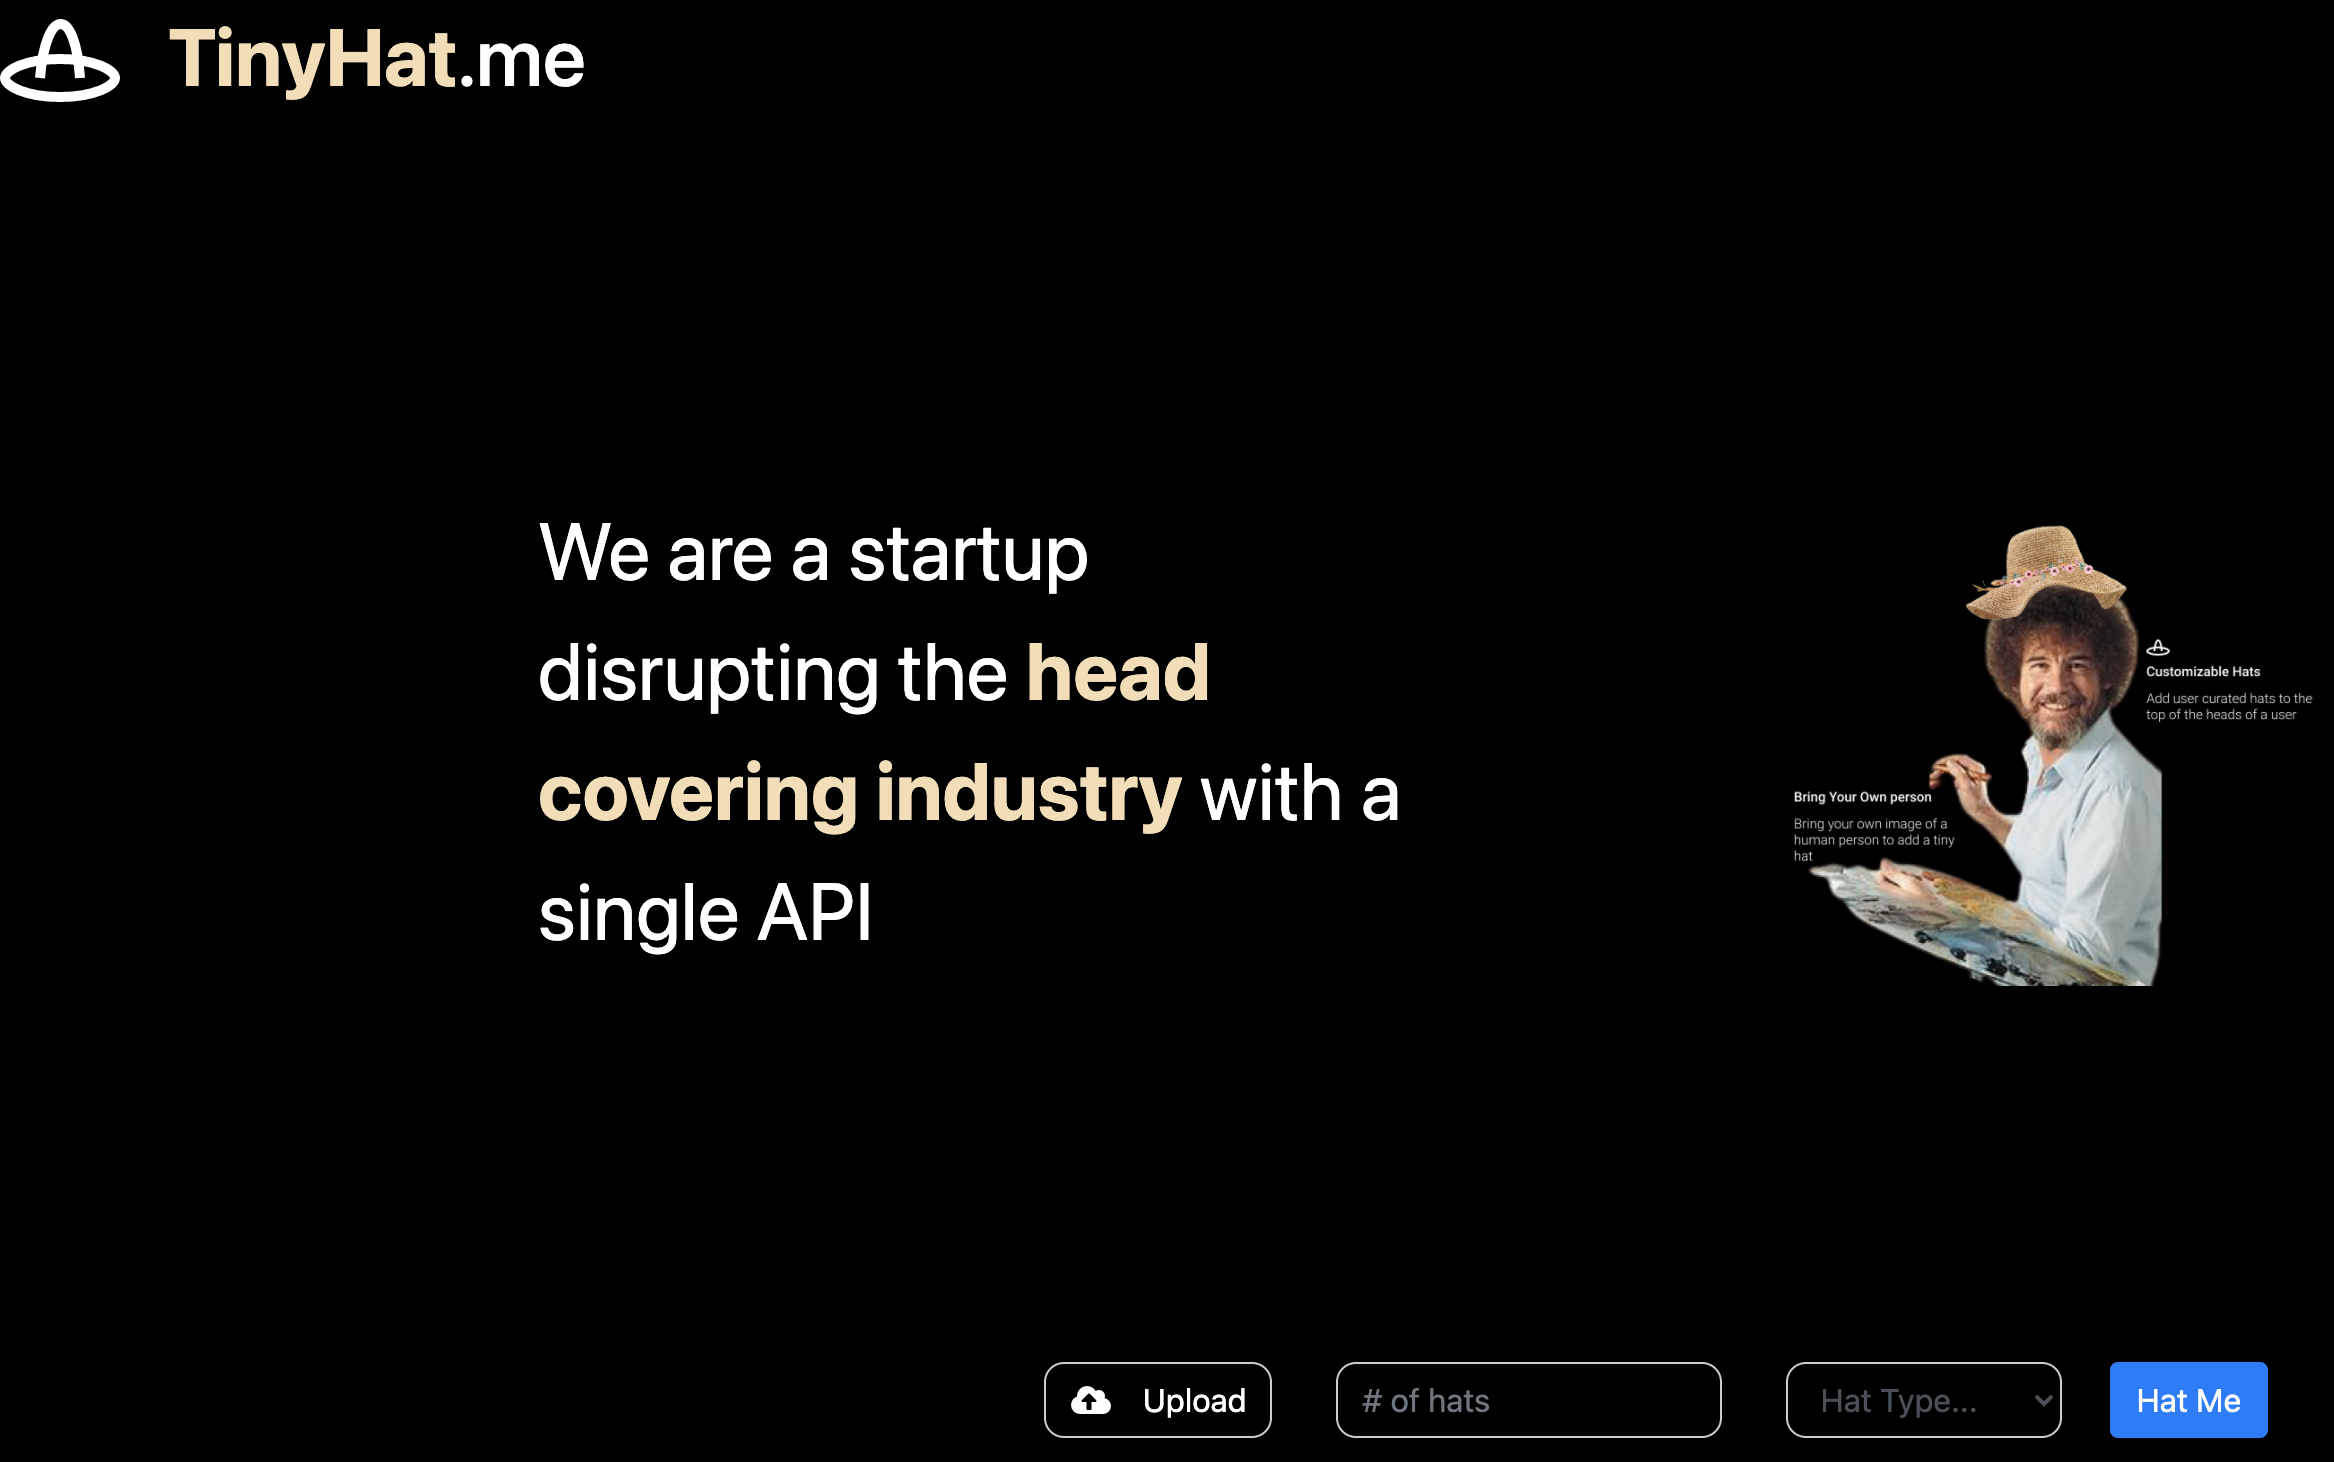 TinyHat.me
We are a startup
disrupting the head
covering industry with a
single API
Customizable Hats
Add user curated hats to the
top of the heads of a user
Bring Your Own person
Bring your own image of a
human person to add a tiny
hat
Upload
# of hats
Hat Type...
Hat Me